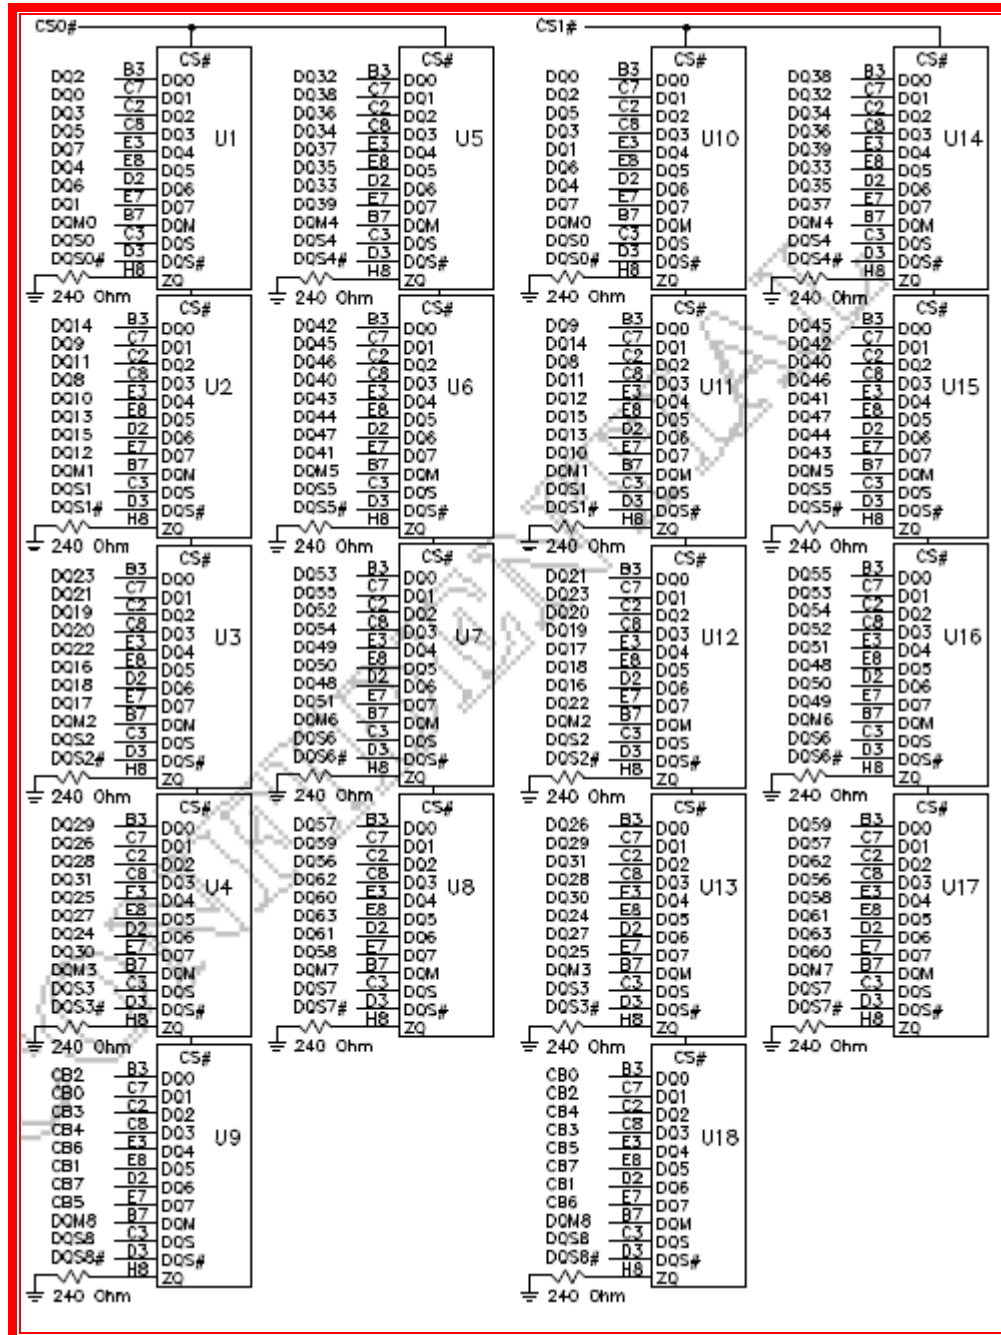 CS0#
CS1#
CS#
DQ2 B3 DQ0
DQ0 C7 DQ1
DQ3 C2 DQ2
DQ5 C8 DQ3
DQ7 E3 DQ4
DQ4 E8 DQ5
DQ6 D2 DQ6
DQ1 E7 DQ7
DQM0 B7 DQM
DQS0 C3 DQS
DQS0# D3 DQS#
H8 ZQ
240 Ohm
U1
CS#
DQ32 B3 DQ0
DQ38 C7 DQ1
DQ36 C2 DQ2
DQ34 C8 DQ3
DQ37 E3 DQ4
DQ35 E8 DQ5
DQ33 D2 DQ6
DQ39 E7 DQ7
DQM4 B7 DQM
DQS4 C3 DQS
DQS4# D3 DQS#
H8 ZQ
240 Ohm
U5
CS#
DQ0 B3 DQ0
DQ2 C7 DQ1
DQ5 C2 DQ2
DQ3 C8 DQ3
DQ1 E3 DQ4
DQ6 E8 DQ5
DQ4 D2 DQ6
DQ7 E7 DQ7
DQM0 B7 DQM
DQS0 C3 DQS
DQS0# D3 DQS#
H8 ZQ
240 Ohm
U10
CS#
DQ38 B3 DQ0
DQ32 C7 DQ1
DQ34 C2 DQ2
DQ36 C8 DQ3
DQ39 E3 DQ4
DQ33 E8 DQ5
DQ35 D2 DQ6
DQ37 E7 DQ7
DQM4 B7 DQM
DQS4 C3 DQS
DQS4# D3 DQS#
H8 ZQ
240 Ohm
U14
CS#
DQ14 B3 DQ0
DQ9 C7 DQ1
DQ11 C2 DQ2
DQ8 C8 DQ3
DQ10 E3 DQ4
DQ13 E8 DQ5
DQ15 D2 DQ6
DQ12 E7 DQ7
DQM1 B7 DQM
DQS1 C3 DQS
DQS1# D3 DQS#
H8 ZQ
240 Ohm
U2
CS#
DQ42 B3 DQ0
DQ45 C7 DQ1
DQ46 C2 DQ2
DQ40 C8 DQ3
DQ43 E3 DQ4
DQ44 E8 DQ5
DQ47 D2 DQ6
DQ41 E7 DQ7
DQM5 B7 DQM
DQS5 C3 DQS
DQS5# D3 DQS#
H8 ZQ
240 Ohm
U6
CS#
DQ9 B3 DQ0
DQ14 C7 DQ1
DQ8 C2 DQ2
DQ11 C8 DQ3
DQ12 E3 DQ4
DQ15 E8 DQ5
DQ13 D2 DQ6
DQ10 E7 DQ7
DQM1 B7 DQM
DQS1 C3 DQS
DQS1# D3 DQS#
H8 ZQ
240 Ohm
U11
CS#
DQ45 B3 DQ0
DQ42 C7 DQ1
DQ40 C2 DQ2
DQ46 C8 DQ3
DQ41 E3 DQ4
DQ47 E8 DQ5
DQ44 D2 DQ6
DQ43 E7 DQ7
DQM5 B7 DQM
DQS5 C3 DQS
DQS5# D3 DQS#
H8 ZQ
240 Ohm
U15
CS#
DQ23 B3 DQ0
DQ21 C7 DQ1
DQ19 C2 DQ2
DQ20 C8 DQ3
DQ22 E3 DQ4
DQ16 E8 DQ5
DQ18 D2 DQ6
DQ17 E7 DQ7
DQM2 B7 DQM
DQS2 C3 DQS
DQS2# D3 DQS#
H8 ZQ
240 Ohm
U3
CS#
DQ53 B3 DQ0
DQ55 C7 DQ1
DQ52 C2 DQ2
DQ54 C8 DQ3
DQ49 E3 DQ4
DQ50 E8 DQ5
DQ48 D2 DQ6
DQ51 E7 DQ7
DQM6 B7 DQM
DQS6 C3 DQS
DQS6# D3 DQS#
H8 ZQ
240 Ohm
U7
CS#
DQ21 B3 DQ0
DQ23 C7 DQ1
DQ20 C2 DQ2
DQ19 C8 DQ3
DQ17 E3 DQ4
DQ18 E8 DQ5
DQ16 D2 DQ6
DQ22 E7 DQ7
DQM2 B7 DQM
DQS2 C3 DQS
DQS2# D3 DQS#
H8 ZQ
240 Ohm
U12
CS#
DQ55 B3 DQ0
DQ53 C7 DQ1
DQ54 C2 DQ2
DQ52 C8 DQ3
DQ51 E3 DQ4
DQ48 E8 DQ5
DQ50 D2 DQ6
DQ49 E7 DQ7
DQM6 B7 DQM
DQS6 C3 DQS
DQS6# D3 DQS#
H8 ZQ
240 Ohm
U16
CS#
DQ29 B3 DQ0
DQ26 C7 DQ1
DQ28 C2 DQ2
DQ31 C8 DQ3
DQ25 E3 DQ4
DQ27 E8 DQ5
DQ24 D2 DQ6
DQ30 E7 DQ7
DQM3 B7 DQM
DQS3 C3 DQS
DQS3# D3 DQS#
H8 ZQ
240 Ohm
U4
CS#
DQ57 B3 DQ0
DQ59 C7 DQ1
DQ56 C2 DQ2
DQ62 C8 DQ3
DQ60 E3 DQ4
DQ63 E8 DQ5
DQ61 D2 DQ6
DQ58 E7 DQ7
DQM7 B7 DQM
DQS7 C3 DQS
DQS7# D3 DQS#
H8 ZQ
240 Ohm
U8
CS#
DQ26 B3 DQ0
DQ29 C7 DQ1
DQ31 C2 DQ2
DQ28 C8 DQ3
DQ30 E3 DQ4
DQ24 E8 DQ5
DQ27 D2 DQ6
DQ25 E7 DQ7
DQM3 B7 DQM
DQS3 C3 DQS
DQS3# D3 DQS#
H8 ZQ
240 Ohm
U13
CS#
DQ59 B3 DQ0
DQ57 C7 DQ1
DQ62 C2 DQ2
DQ56 C8 DQ3
DQ58 E3 DQ4
DQ61 E8 DQ5
DQ63 D2 DQ6
DQ60 E7 DQ7
DQM7 B7 DQM
DQS7 C3 DQS
DQS7# D3 DQS#
H8 ZQ
240 Ohm
U17
CS#
CB2 B3 DQ0
CB0 C7 DQ1
CB3 C2 DQ2
CB4 C8 DQ3
CB6 E3 DQ4
CB1 E8 DQ5
CB7 D2 DQ6
CB5 E7 DQ7
DQM8 B7 DQM
DQS8 C3 DQS
DQS8# D3 DQS#
H8 ZQ
240 Ohm
U9
CS#
CB0 B3 DQ0
CB2 C7 DQ1
CB4 C2 DQ2
CB3 C8 DQ3
CB5 E3 DQ4
CB7 E8 DQ5
CB1 D2 DQ6
CB6 E7 DQ7
DQM8 B7 DQM
DQS8 C3 DQS
DQS8# D3 DQS#
H8 ZQ
240 Ohm
U18